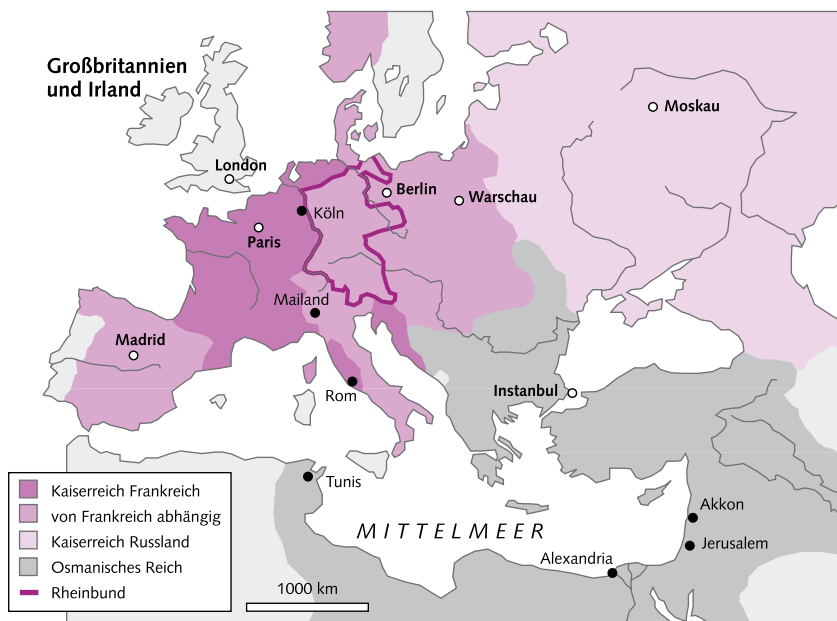 Großbritannien
und Irland
Moskau
London
Berlin
Warschau
Köln
Paris
Mailand
Madrid
Rom
Instanbul
Tunis
MITTELMEER
Akkon
Jerusalem
Alexandria
Kaiserreich Frankreich
von Frankreich abhängig
Kaiserreich Russland
Osmanisches Reich
Rheinbund
1000 km